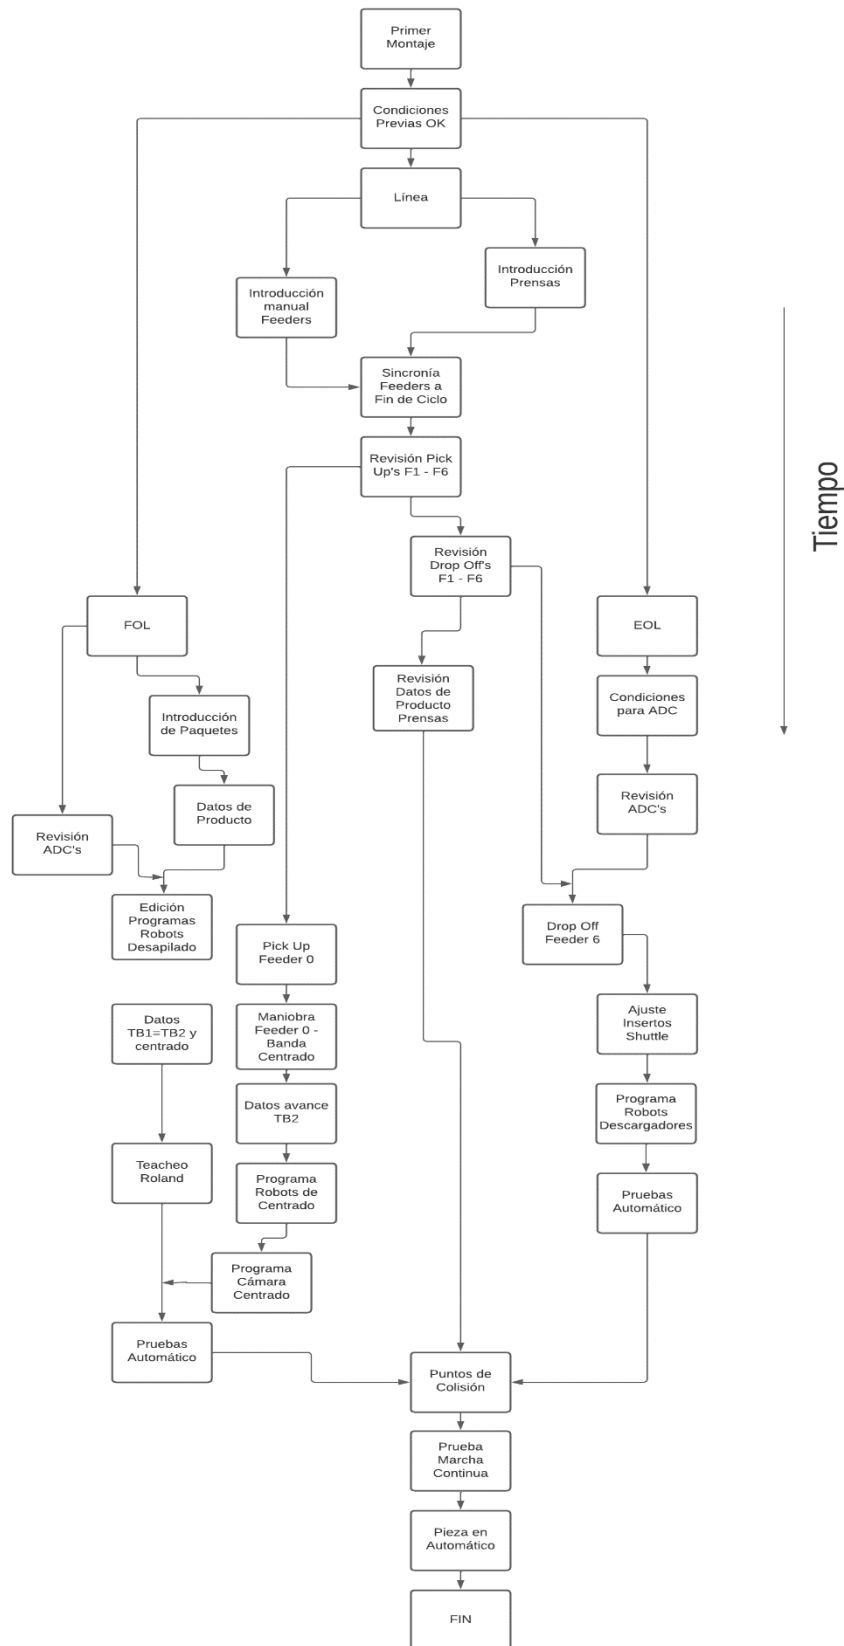 Primer
Montaje
Condiciones
Previas OK
Línea
Introducción
Prensas
Introducción
manual
Feeders
Sincronía
Feeders a
Fin de Ciclo
Revisión Pick
Up's F1 - F6
Tiempo
Revisión
Drop Off's
F1 - F6
FOL
EOL
Revisión
Datos de
Producto
Prensas
Condiciones
para ADC
Introducción
de Paquetes
Datos de
Producto
Revisión
ADC's
Revisión
ADC's
Edición
Programas
Robots
Desapilado
Drop Off
Feeder 6
Pick Up
Feeder 0
Datos
TB1=TB2 y
centrado
Maniobra
Feeder 0 -
Banda
Centrado
Ajuste
Insertos
Shuttle
Datos avance
TB2
Programa
Robots
Descargadores
Teacheo
Roland
Programa
Robots de
Centrado
Pruebas
Automático
Programa
Cámara
Centrado
Pruebas
Automático
Puntos de
Colisión
Prueba
Marcha
Continua
Pieza en
Automático
FIN